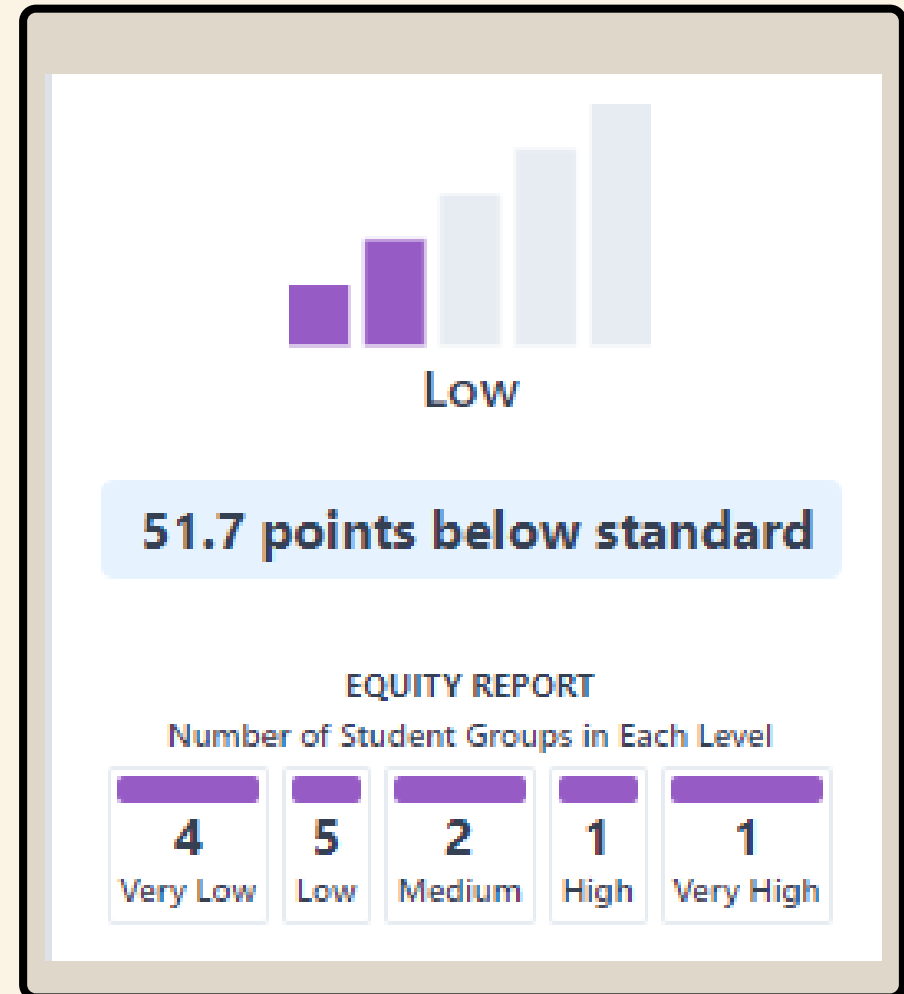 Low
51.7 points below standard
EQUITY REPORT
Number of Student Groups in Each Level
4 5 2 1 1
Very Low Low Medium High Very High